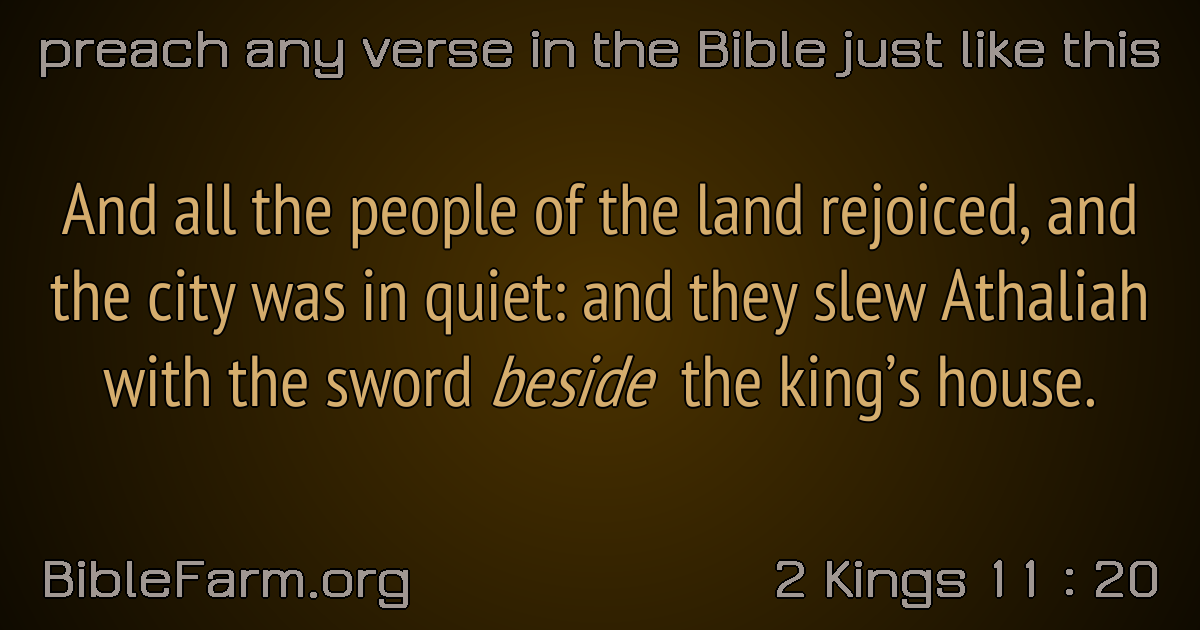 preach any verse in the Bible just like this
And all the people of the land rejoiced, and
the city was in quiet: and they slew Athaliah
with the sword beside the king’s house.
BibleFarm.org
2 Kings 11 : 20